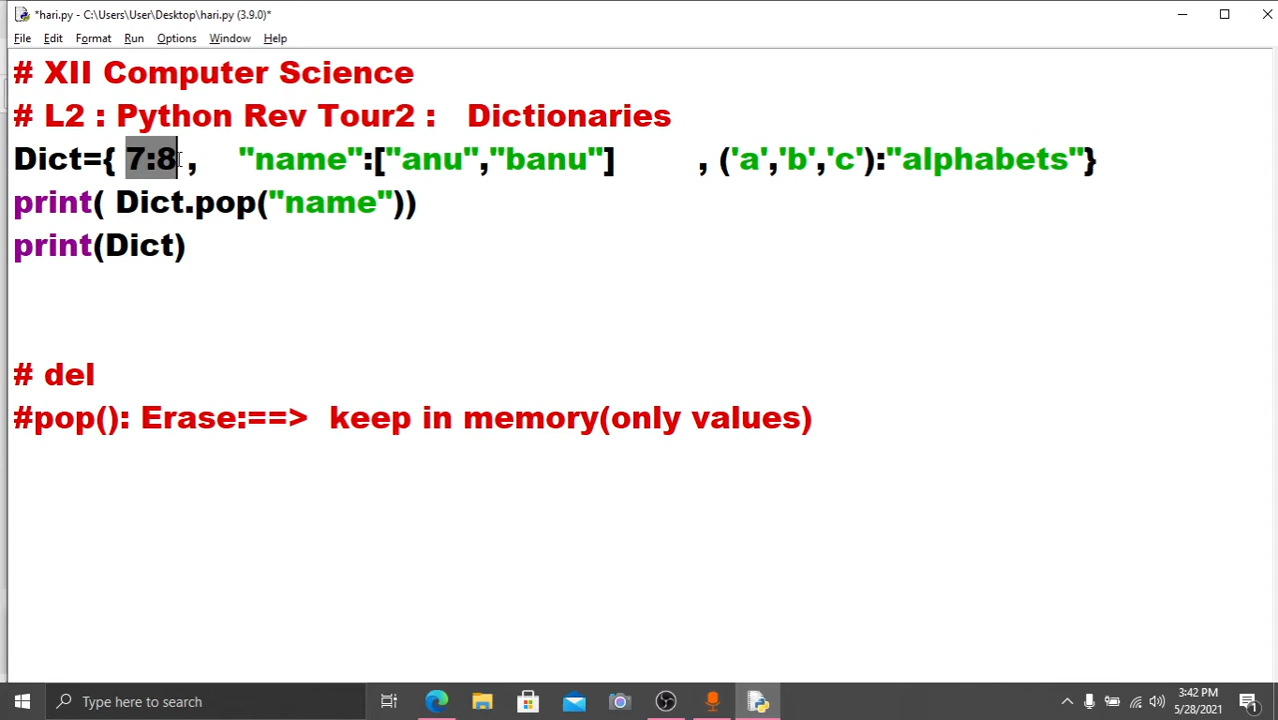 *hari.py - C:\Users\User\Desktop\hari.py (3.9.0)*
File Edit Format Run Options Window Help
# XII Computer Science
# L2 : Python Rev Tour2 : Dictionaries
Dict={ 7:8 , "name":["anu","banu"] , ('a','b','c'):"alphabets"}
print( Dict.pop("name"))
print(Dict)
# del
#pop(): Erase:==> keep in memory(only values)
Type here to search
3:42 PM
5/28/2021
1